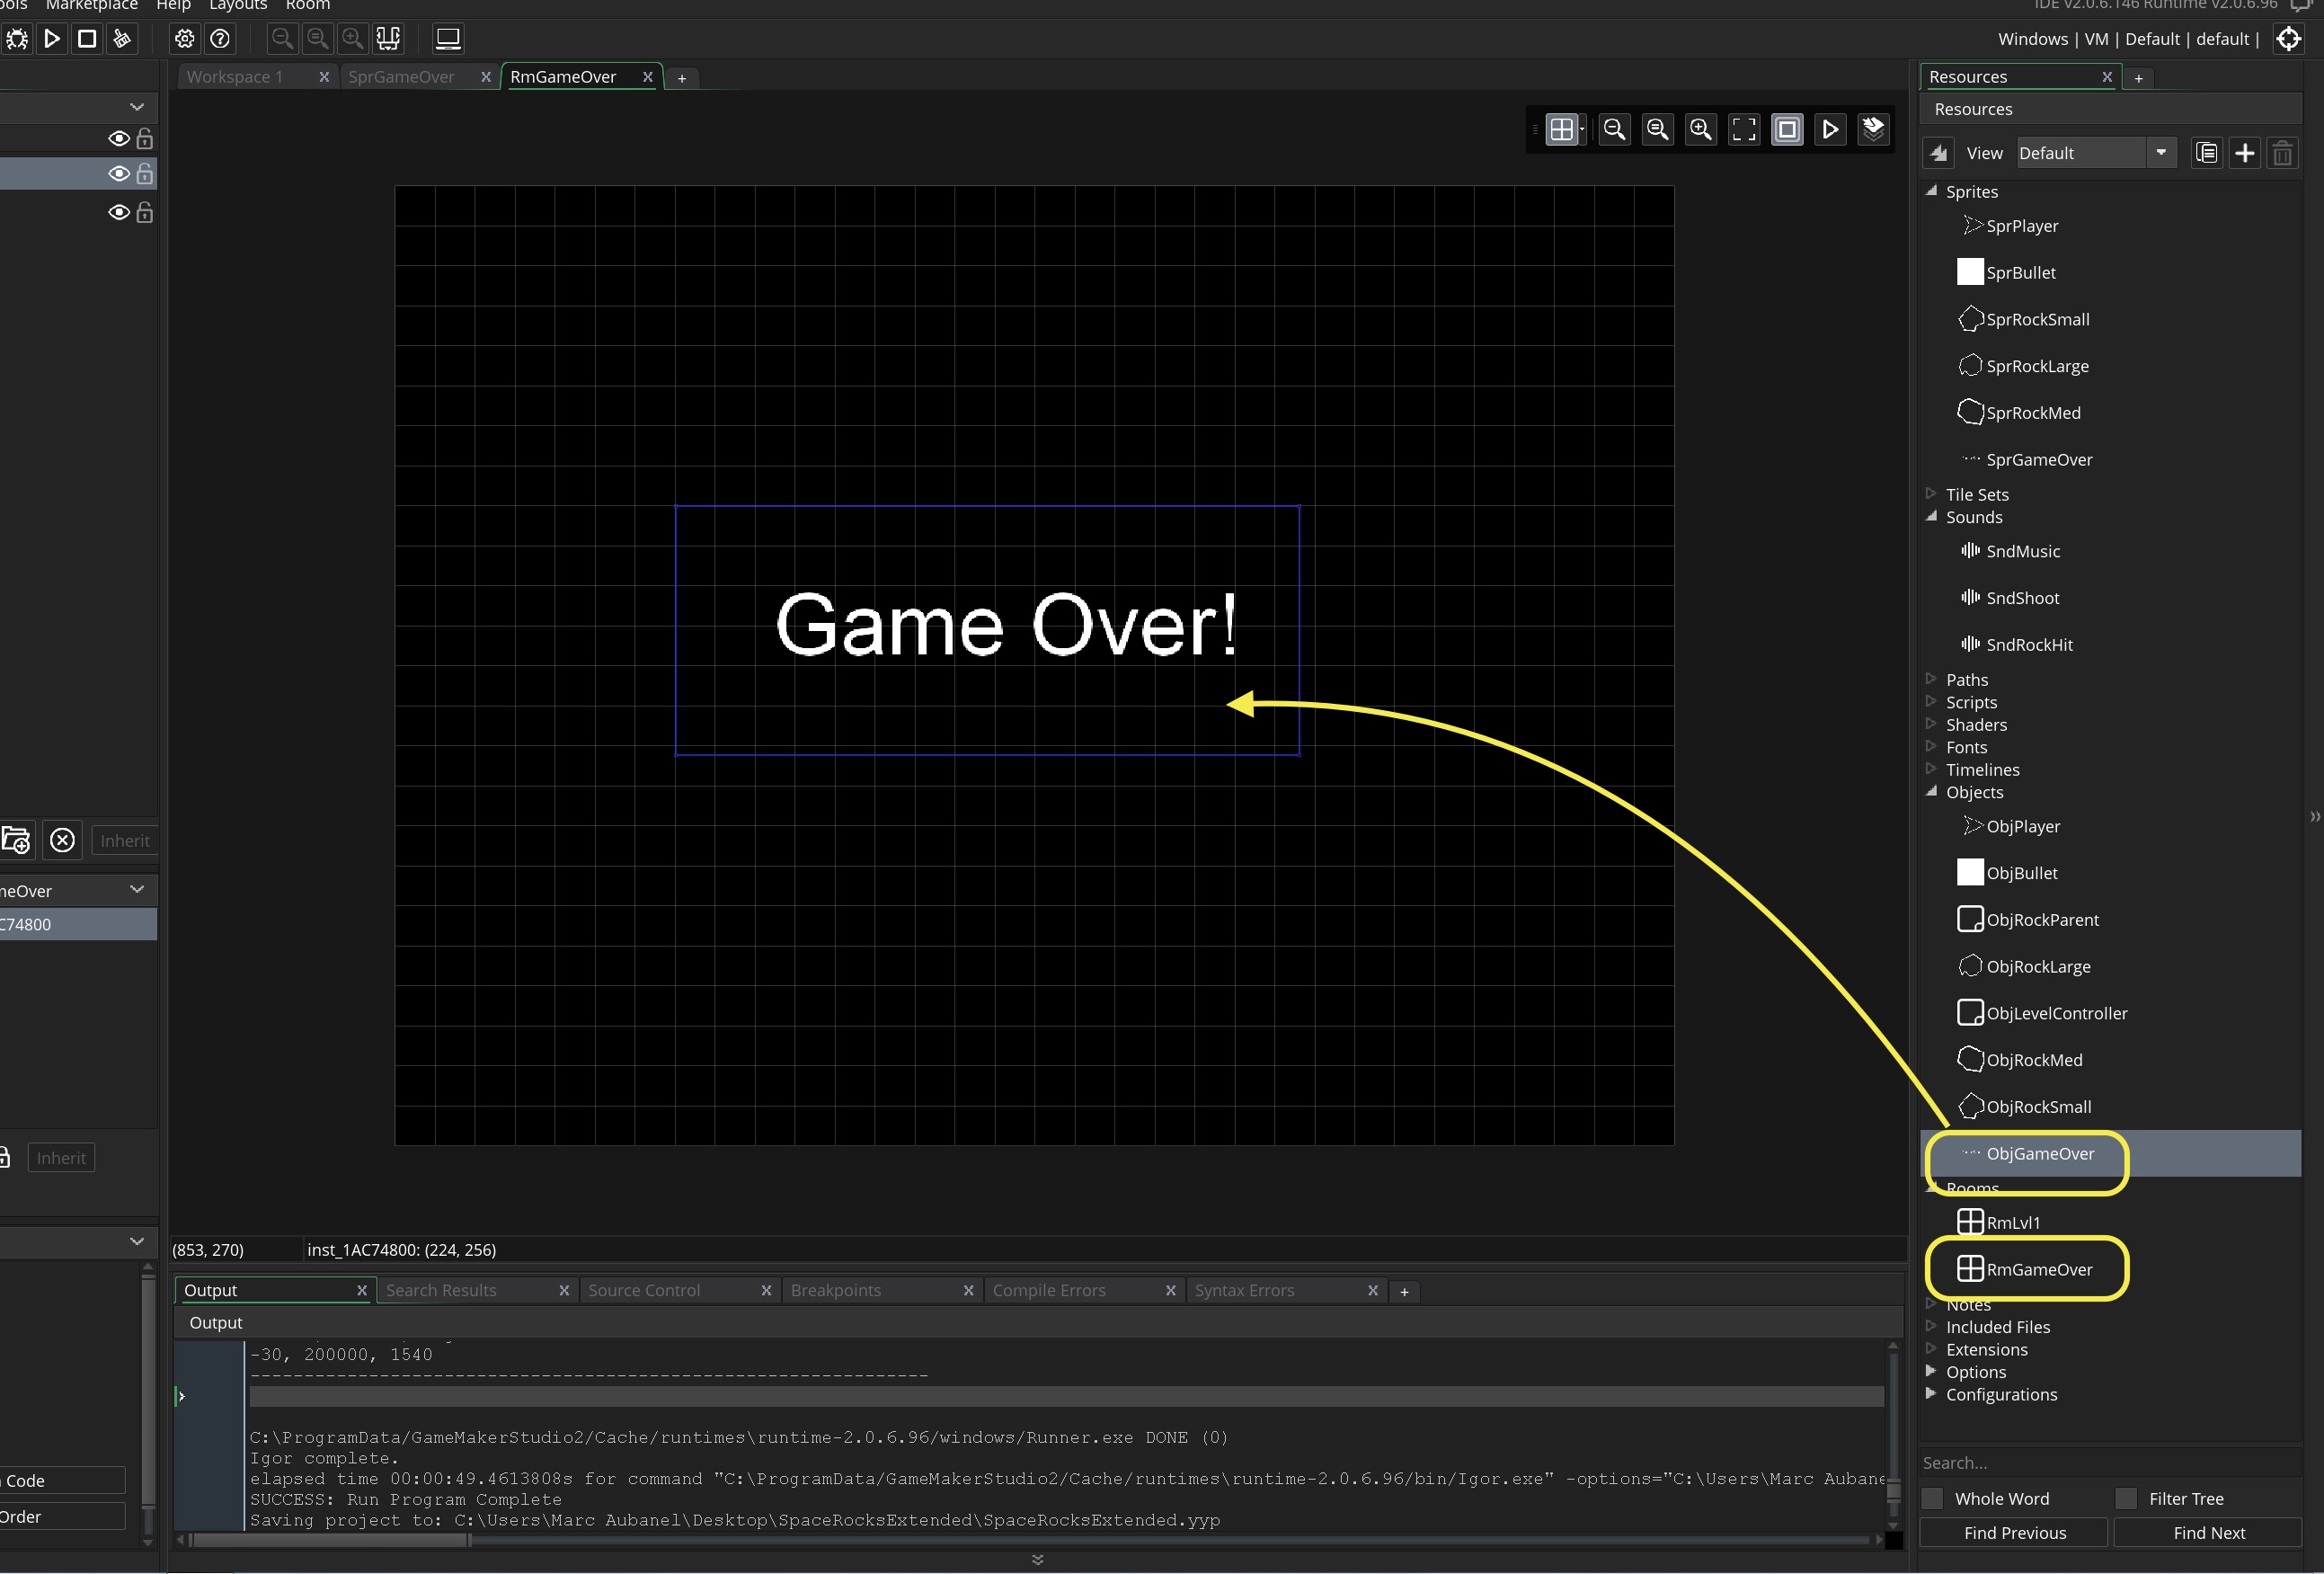 ools Marketplace Help Layouts Room
IDE v2.0.6.146 Runtime v2.0.6.96
Windows | VM | Default | default |
Workspace 1 X SprGameOver X RmGameOver X +
Resources X +
Resources
View Default
Sprites
SprPlayer
SprBullet
SprRockSmall
SprRockLarge
SprRockMed
SprGameOver
Tile Sets
Sounds
SndMusic
SndShoot
SndRockHit
Paths
Scripts
Shaders
Fonts
Timelines
Objects
ObjPlayer
ObjBullet
ObjRockParent
ObjRockLarge
ObjLevelController
ObjRockMed
ObjRockSmall
ObjGameOver
Rooms
RmLvl1
RmGameOver
Notes
Included Files
Extensions
Options
Configurations
Search...
Whole Word Filter Tree
Find Previous Find Next
Game Over!
Inherit
meOver
C74800
Inherit
Code
Order
(853, 270) inst_1AC74800: (224, 256)
Output X Search Results X Source Control X Breakpoints X Compile Errors X Syntax Errors X +
Output
-30, 200000, 1540
---------------------------------------------------------------
C:\ProgramData/GameMakerStudio2/Cache/runtimes\runtime-2.0.6.96/windows/Runner.exe DONE (0)
Igor complete.
elapsed time 00:00:49.4613808s for command "C:\ProgramData/GameMakerStudio2/Cache/runtimes\runtime-2.0.6.96/bin/Igor.exe" -options="C:\Users\Marc Aubane
SUCCESS: Run Program Complete
Saving project to: C:\Users\Marc Aubanel\Desktop\SpaceRocksExtended\SpaceRocksExtended.yyp